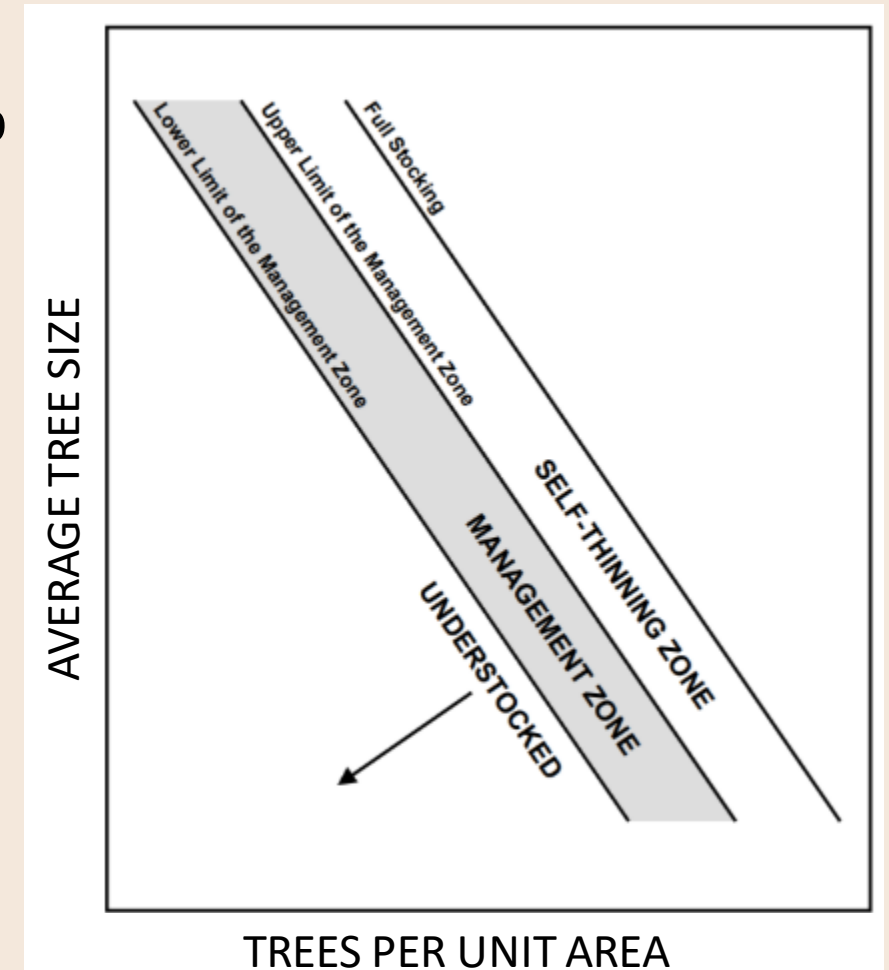 Lower Limit of the Management Zone
Upper Limit of the Management Zone
Full Stocking
SELF-THINNING ZONE
MANAGEMENT ZONE
UNDERSTOCKED
AVERAGE TREE SIZE
TREES PER UNIT AREA